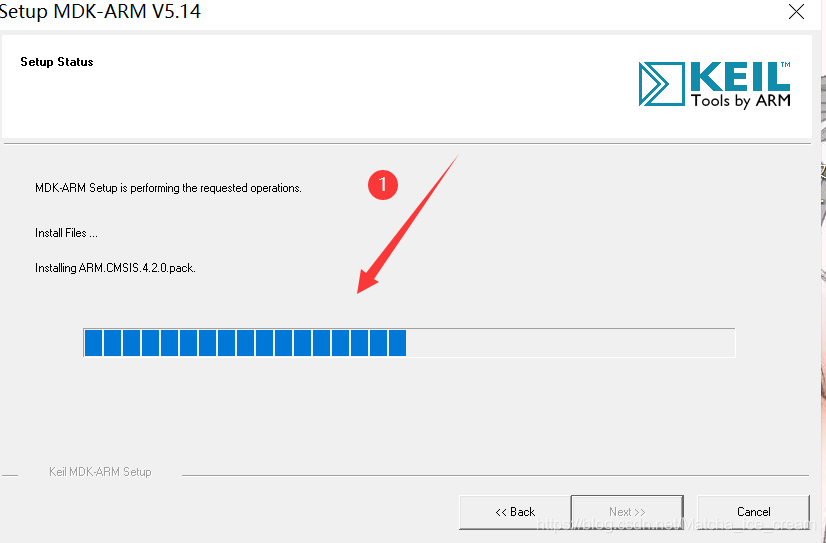 Setup MDK-ARM V5.14
Setup Status
KEIL™
Tools by ARM
1
MDK-ARM Setup is performing the requested operations.
Install Files ...
Installing ARM.CMSIS.4.2.0.pack.
Keil MDK-ARM Setup
<< Back
Next >>
Cancel
https://blog.csdn.net/Matcha_ice_cream